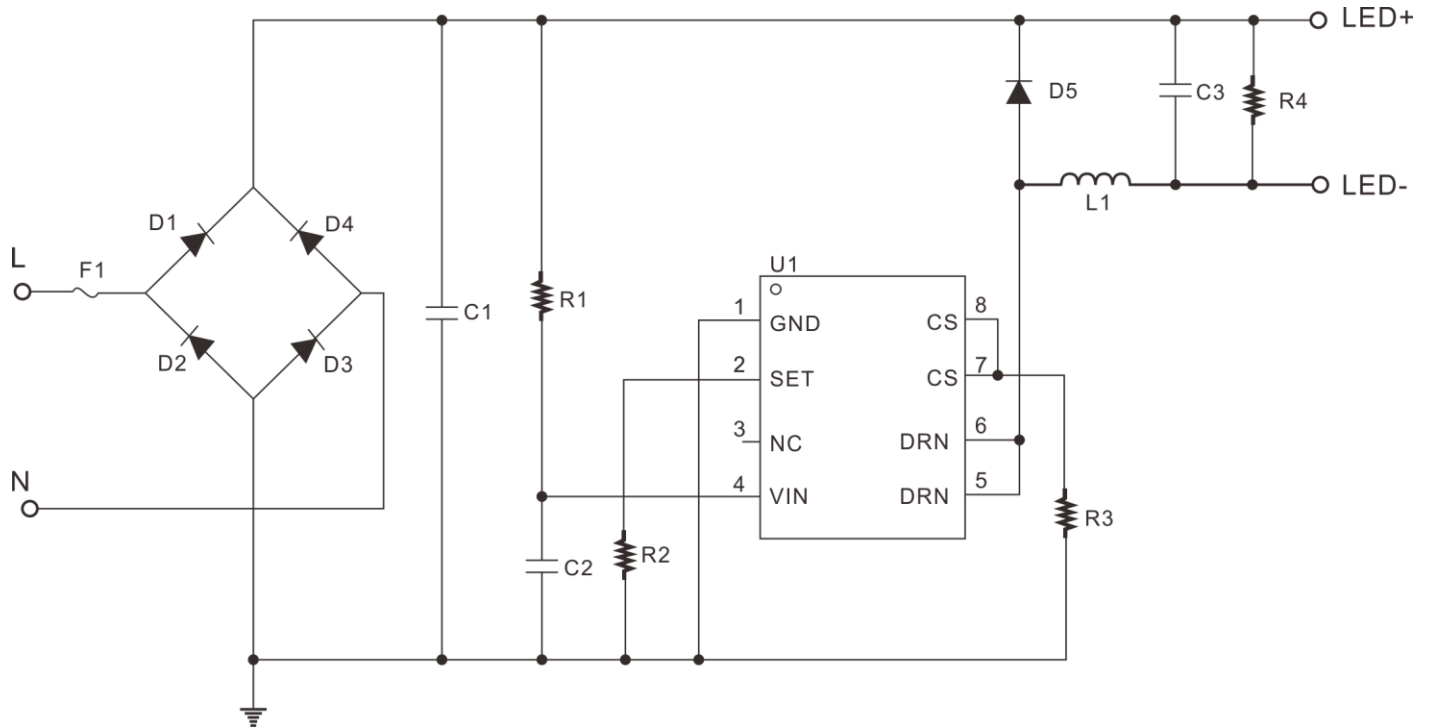 LED+
D5
C3
R4
LED-
L1
D1
D4
L
F1
D2
D3
N
C1
R1
U1
1
GND
CS
8
2
SET
CS
7
3
NC
DRN
6
4
VIN
DRN
5
C2
R2
R3